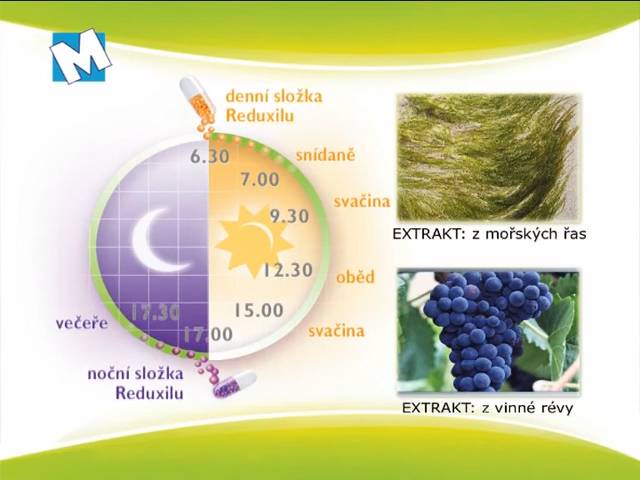 M
denní složka
Reduxilu
6.30
snídaně
7.00
svačina
9.30
12.30
oběd
15.00
svačina
17.30
večeře
17.00
noční složka
Reduxilu
EXTRAKT: z mořských řas
EXTRAKT: z vinné révy